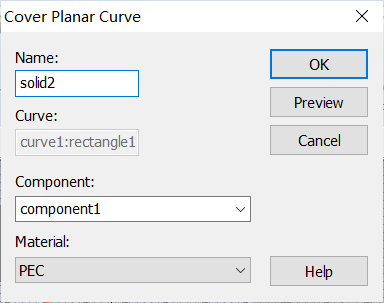 Cover Planar Curve
Name:
OK
solid2
Preview
Curve:
curve1:rectangle1
Cancel
Component:
component1
Material:
PEC
Help